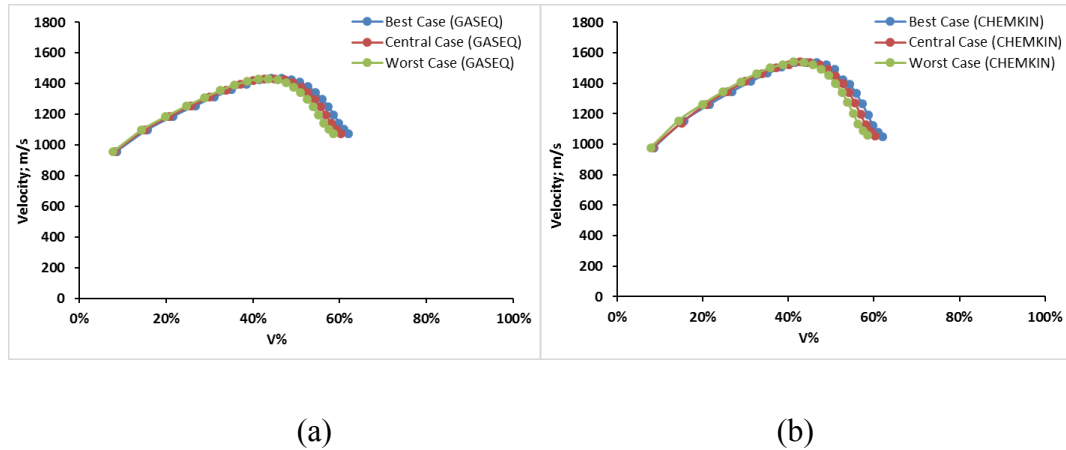 1800
1600
1400
1200
1000
800
600
400
200
0
Velocity; m/s
0% 20% 40% 60% 80% 100%
V%
Best Case (GASEQ)
Central Case (GASEQ)
Worst Case (GASEQ)
1800
1600
1400
1200
1000
800
600
400
200
0
Velocity; m/s
0% 20% 40% 60% 80% 100%
V%
Best Case (CHEMKIN)
Central Case (CHEMKIN)
Worst Case (CHEMKIN)
(a) (b)